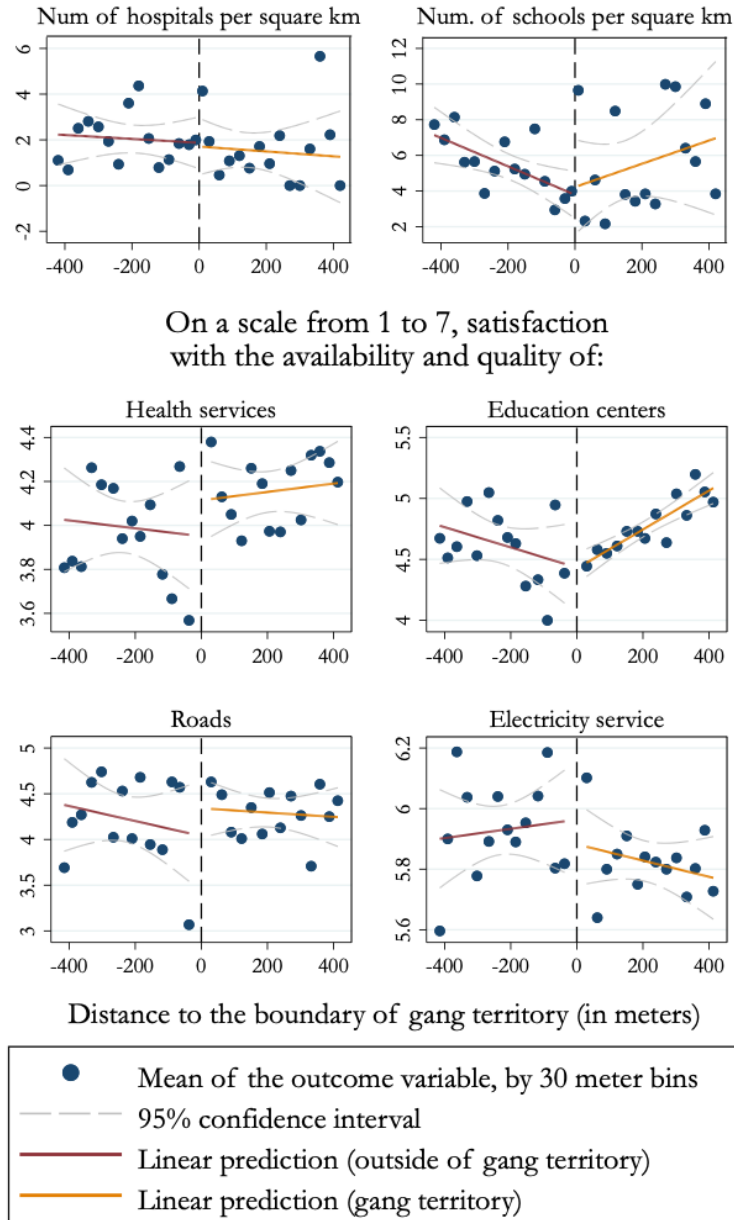 Num of hospitals per square km
Num. of schools per square km
6
4
2
0
-2
-400 -200 0 200 400
12
10
8
6
4
2
-400 -200 0 200 400
On a scale from 1 to 7, satisfaction
with the availability and quality of:
Health services
Education centers
4.4
4.2
4
3.8
3.6
-400 -200 0 200 400
5.5
5
4.5
4
-400 -200 0 200 400
Roads
Electricity service
5
4.5
4
3.5
3
-400 -200 0 200 400
6.2
6
5.8
5.6
-400 -200 0 200 400
Distance to the boundary of gang territory (in meters)
Mean of the outcome variable, by 30 meter bins
95% confidence interval
Linear prediction (outside of gang territory)
Linear prediction (gang territory)